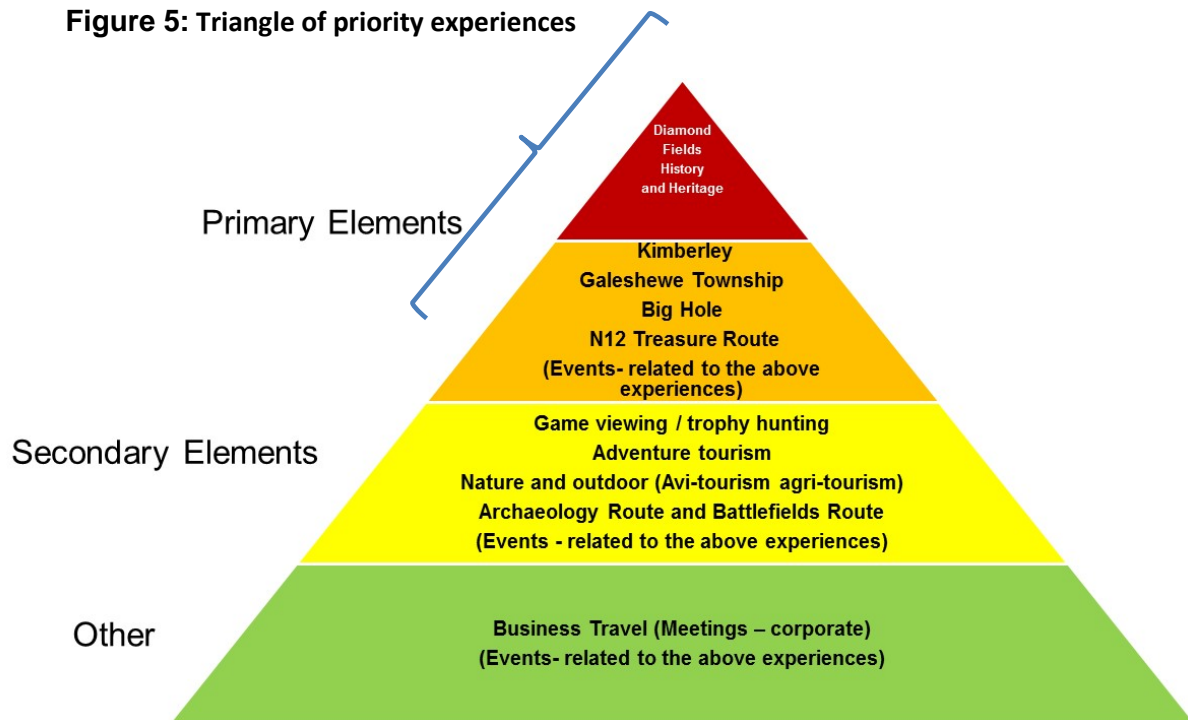 Figure 5: Triangle of priority experiences
Diamond
Fields
History
and Heritage
Primary Elements
Kimberley
Galeshewe Township
Big Hole
N12 Treasure Route
(Events- related to the above
experiences)
Secondary Elements
Game viewing / trophy hunting
Adventure tourism
Nature and outdoor (Avi-tourism agri-tourism)
Archaeology Route and Battlefields Route
(Events - related to the above experiences)
Other
Business Travel (Meetings – corporate)
(Events- related to the above experiences)